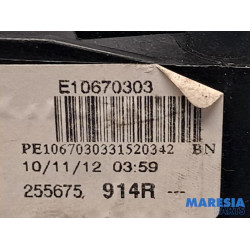 E10670303
PE1067030331520342 BN
10/11/12 03:59
255675, 914R ---
MARESIA